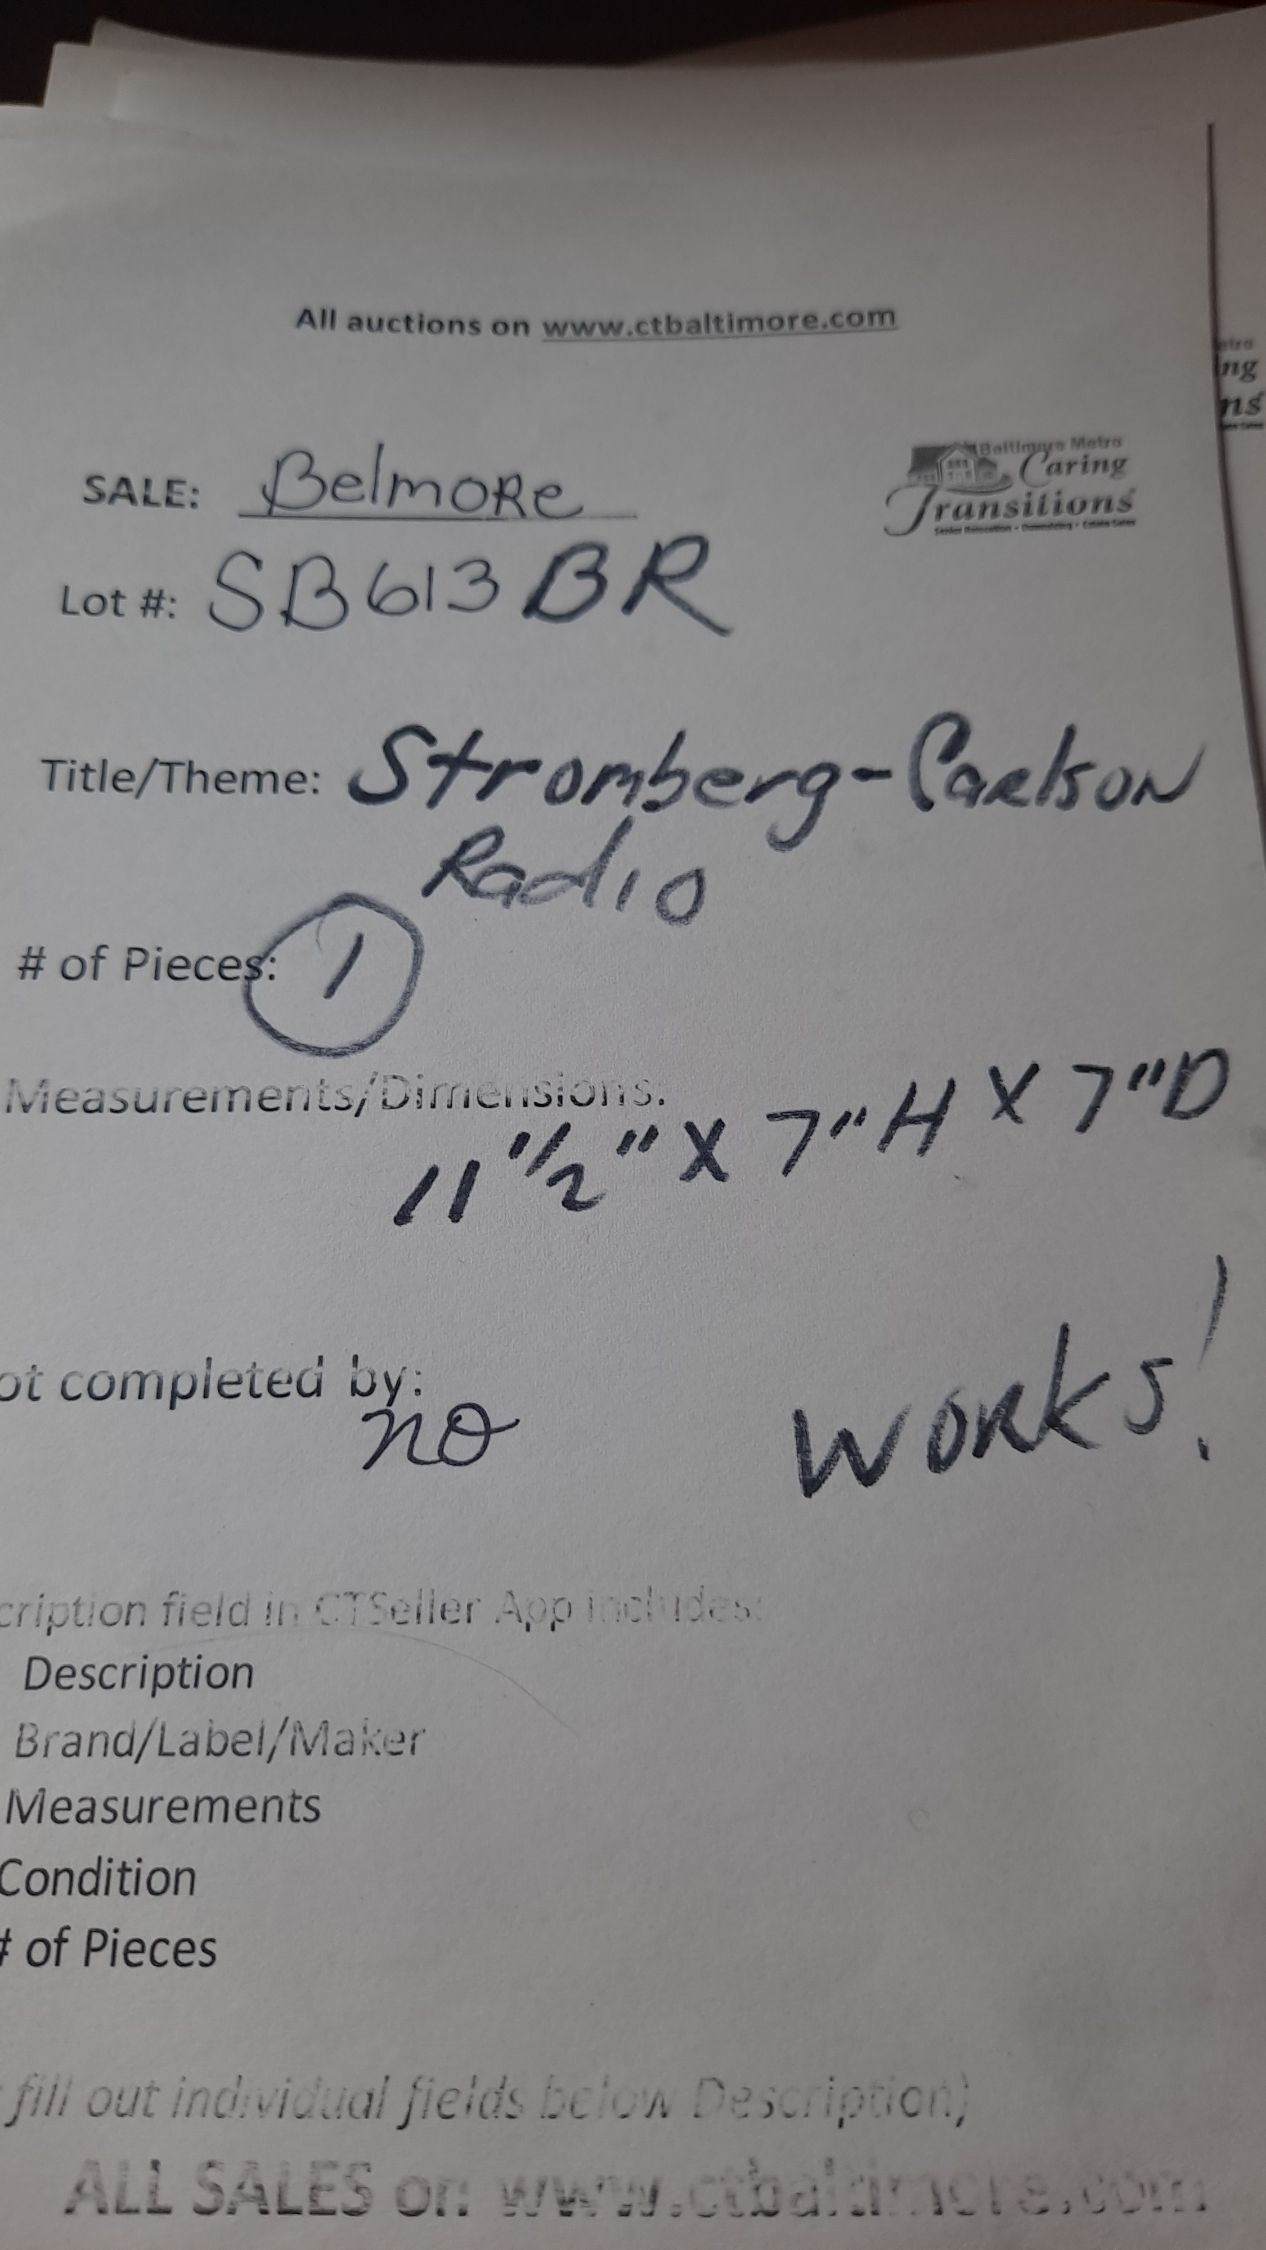 All auctions on www.ctbaltimore.com
SALE: Belmore
Baltimore Metro
Caring
Transitions
Lot #: SB613BR
Title/Theme: Stromberg-Carlson
Radio
# of Pieces: 1
Measurements/Dimensions:
11 1/2" X 7" H X 7" D
ot completed by:
no
works!
cription field in CTSeller App includes:
Description
Brand/Label/Maker
Measurements
Condition
# of Pieces
fill out individual fields below Description)
ALL SALES on www.ctbaltimore.com
ng
ns